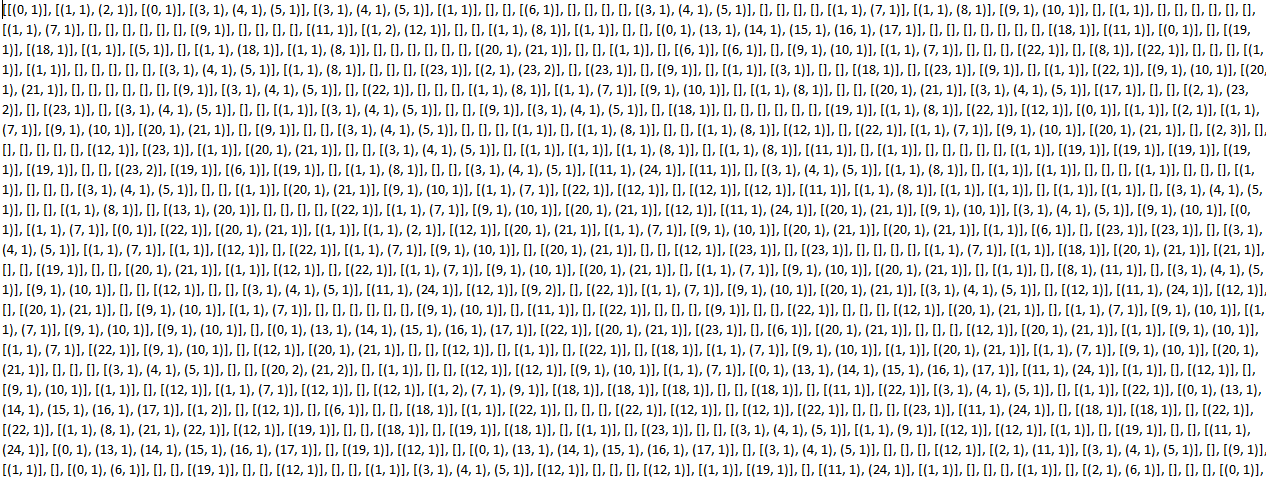 [[(0, 1)], [(1, 1), (2, 1)], [(0, 1)], [(3, 1), (4, 1), (5, 1)], [(3, 1), (4, 1), (5, 1)], [(1, 1)], [], [], [(6, 1)], [], [], [], [(3, 1), (4, 1), (5, 1)], [], [], [], [(1, 1), (7, 1)], [(1, 1), (8, 1)], [(9, 1), (10, 1)], [], [(1, 1)], [], [], [], [], [], [],
[(1, 1), (7, 1)], [], [], [], [], [(9, 1)], [], [], [], [], [(11, 1)], [(1, 2), (12, 1)], [], [], [(1, 1), (8, 1)], [(1, 1)], [], [], [(0, 1), (13, 1), (14, 1), (15, 1), (16, 1), (17, 1)], [], [], [], [], [], [(18, 1)], [(11, 1)], [(0, 1)], [], [(19,
1)], [(18, 1)], [(1, 1)], [(5, 1)], [], [(1, 1), (18, 1)], [(1, 1), (8, 1)], [], [], [], [], [], [], [(20, 1), (21, 1)], [], [], [(1, 1)], [], [(6, 1)], [(6, 1)], [], [(9, 1), (10, 1)], [(1, 1), (7, 1)], [], [], [(22, 1)], [], [(8, 1)], [(22, 1)], [], [], [(1,
1)], [(1, 1)], [], [], [], [], [], [(3, 1), (4, 1), (5, 1)], [(1, 1), (8, 1)], [], [], [(23, 1)], [(2, 1), (23, 2)], [], [(23, 1)], [], [(9, 1)], [], [(1, 1)], [(3, 1)], [], [], [(18, 1)], [], [(23, 1)], [(9, 1)], [], [(1, 1)], [(22, 1)], [(9, 1), (10, 1)], [(20,
1), (21, 1)], [], [], [], [], [], [(9, 1)], [(3, 1), (4, 1), (5, 1)], [], [(22, 1)], [], [], [], [(1, 1), (8, 1)], [(1, 1), (7, 1)], [(9, 1), (10, 1)], [], [(1, 1), (8, 1)], [], [], [(20, 1), (21, 1)], [(3, 1), (4, 1), (5, 1)], [(17, 1)], [], [], [(2, 1), (23,
2)], [], [(23, 1)], [], [(3, 1), (4, 1), (5, 1)], [], [], [(1, 1)], [(3, 1), (4, 1), (5, 1)], [], [], [(9, 1)], [(3, 1), (4, 1), (5, 1)], [], [(18, 1)], [], [], [], [], [], [(19, 1)], [(1, 1), (8, 1)], [(22, 1)], [(12, 1)], [(0, 1)], [(1, 1)], [(2, 1)], [(1, 1),
(7, 1)], [(9, 1), (10, 1)], [(20, 1), (21, 1)], [], [(9, 1)], [], [], [(3, 1), (4, 1), (5, 1)], [], [], [], [(1, 1)], [], [(1, 1), (8, 1)], [], [], [(1, 1), (8, 1)], [(12, 1)], [], [(22, 1)], [(1, 1), (7, 1)], [(9, 1), (10, 1)], [(20, 1), (21, 1)], [], [(2, 3)], [],
[], [], [], [], [(12, 1)], [(23, 1)], [(1, 1)], [(20, 1), (21, 1)], [], [], [(3, 1), (4, 1), (5, 1)], [], [(1, 1)], [(1, 1)], [(1, 1), (8, 1)], [], [(1, 1), (8, 1)], [(11, 1)], [], [(1, 1)], [], [], [], [], [], [(1, 1)], [(19, 1)], [(19, 1)], [(19, 1)], [(19,
1)], [(19, 1)], [], [], [(23, 2)], [(19, 1)], [(6, 1)], [(19, 1)], [], [(1, 1), (8, 1)], [], [], [(3, 1), (4, 1), (5, 1)], [(11, 1), (24, 1)], [(11, 1)], [], [(3, 1), (4, 1), (5, 1)], [(1, 1), (8, 1)], [], [(1, 1)], [(1, 1)], [], [], [], [(1, 1)], [], [], [], [(1,
1)], [], [], [], [(3, 1), (4, 1), (5, 1)], [], [], [(1, 1)], [(20, 1), (21, 1)], [(9, 1), (10, 1)], [(1, 1), (7, 1)], [(22, 1)], [(12, 1)], [], [(12, 1)], [(12, 1)], [(11, 1)], [(1, 1), (8, 1)], [(1, 1)], [(1, 1)], [], [(1, 1)], [(1, 1)], [], [(3, 1), (4, 1), (5,
1)], [], [], [(1, 1), (8, 1)], [], [(13, 1), (20, 1)], [], [], [], [], [(22, 1)], [(1, 1), (7, 1)], [(9, 1), (10, 1)], [(20, 1), (21, 1)], [(12, 1)], [(11, 1), (24, 1)], [(20, 1), (21, 1)], [(9, 1), (10, 1)], [(3, 1), (4, 1), (5, 1)], [(9, 1), (10, 1)], [(0,
1)], [(1, 1), (7, 1)], [(0, 1)], [(22, 1)], [(20, 1), (21, 1)], [(1, 1)], [(1, 1), (2, 1)], [(12, 1)], [(20, 1), (21, 1)], [(1, 1), (7, 1)], [(9, 1), (10, 1)], [(20, 1), (21, 1)], [(20, 1), (21, 1)], [(1, 1)], [(6, 1)], [], [(23, 1)], [(23, 1)], [], [(3, 1),
(4, 1), (5, 1)], [(1, 1), (7, 1)], [(1, 1)], [(12, 1)], [], [(22, 1)], [(1, 1), (7, 1)], [(9, 1), (10, 1)], [], [(20, 1), (21, 1)], [], [], [(12, 1)], [(23, 1)], [], [(23, 1)], [], [], [], [], [(1, 1), (7, 1)], [(1, 1)], [(18, 1)], [(20, 1), (21, 1)], [(21, 1)],
[], [], [(19, 1)], [], [], [(20, 1), (21, 1)], [(1, 1)], [(12, 1)], [], [(22, 1)], [(1, 1), (7, 1)], [(9, 1), (10, 1)], [(20, 1), (21, 1)], [], [(1, 1), (7, 1)], [(9, 1), (10, 1)], [(20, 1), (21, 1)], [], [(1, 1)], [], [(8, 1), (11, 1)], [], [(3, 1), (4, 1), (5,
1)], [(9, 1), (10, 1)], [], [], [(12, 1)], [], [], [(3, 1), (4, 1), (5, 1)], [(11, 1), (24, 1)], [(12, 1)], [(9, 2)], [], [(22, 1)], [(1, 1), (7, 1)], [(9, 1), (10, 1)], [(20, 1), (21, 1)], [(3, 1), (4, 1), (5, 1)], [], [(12, 1)], [(11, 1), (24, 1)], [(12, 1)],
[], [(20, 1), (21, 1)], [], [(9, 1), (10, 1)], [(1, 1), (7, 1)], [], [], [], [], [], [(9, 1), (10, 1)], [], [(11, 1)], [], [(22, 1)], [], [], [(9, 1)], [], [], [(22, 1)], [], [], [(12, 1)], [(20, 1), (21, 1)], [], [(1, 1), (7, 1)], [(9, 1), (10, 1)], [(1,
1), (7, 1)], [(9, 1), (10, 1)], [(9, 1), (10, 1)], [], [(0, 1), (13, 1), (14, 1), (15, 1), (16, 1), (17, 1)], [(22, 1)], [(20, 1), (21, 1)], [(23, 1)], [], [(6, 1)], [(20, 1), (21, 1)], [], [], [(12, 1)], [(20, 1), (21, 1)], [(1, 1)], [(9, 1), (10, 1)],
[(1, 1), (7, 1)], [(22, 1)], [(9, 1), (10, 1)], [], [(12, 1)], [(20, 1), (21, 1)], [], [], [(12, 1)], [], [(1, 1)], [], [(22, 1)], [], [(18, 1)], [(1, 1), (7, 1)], [(9, 1), (10, 1)], [(1, 1)], [(20, 1), (21, 1)], [(1, 1), (7, 1)], [(9, 1), (10, 1)], [(20, 1),
(21, 1)], [], [], [(3, 1), (4, 1), (5, 1)], [], [], [(20, 2), (21, 2)], [], [(1, 1)], [], [], [(12, 1)], [(12, 1)], [(9, 1), (10, 1)], [(1, 1), (7, 1)], [(0, 1), (13, 1), (14, 1), (15, 1), (16, 1), (17, 1)], [(11, 1), (24, 1)], [(1, 1)], [], [(12, 1)], [],
[(9, 1), (10, 1)], [(1, 1)], [], [(12, 1)], [(1, 1), (7, 1)], [(12, 1)], [], [(12, 1)], [(1, 2), (7, 1), (9, 1)], [(18, 1)], [(18, 1)], [(18, 1)], [], [(18, 1)], [], [(11, 1)], [(22, 1)], [(3, 1), (4, 1), (5, 1)], [], [(1, 1)], [(22, 1)], [(0, 1), (13, 1),
(14, 1), (15, 1), (16, 1), (17, 1)], [(1, 2)], [], [(12, 1)], [], [(6, 1)], [], [], [(18, 1)], [(1, 1)], [(22, 1)], [], [], [(22, 1)], [(12, 1)], [], [(12, 1)], [(22, 1)], [], [], [], [(23, 1)], [(11, 1), (24, 1)], [], [(18, 1)], [(18, 1)], [], [(22, 1)],
[(22, 1)], [(1, 1), (8, 1), (21, 1), (22, 1)], [(12, 1)], [(19, 1)], [], [], [(18, 1)], [], [(19, 1)], [(18, 1)], [], [(1, 1)], [], [(23, 1)], [], [], [(3, 1), (4, 1), (5, 1)], [(1, 1), (9, 1)], [(12, 1)], [(12, 1)], [(1, 1)], [], [(19, 1)], [], [], [(11, 1),
(24, 1)], [(0, 1), (13, 1), (14, 1), (15, 1), (16, 1), (17, 1)], [], [(19, 1)], [(12, 1)], [], [(0, 1), (13, 1), (14, 1), (15, 1), (16, 1), (17, 1)], [], [(3, 1), (4, 1), (5, 1)], [], [], [(12, 1)], [(2, 1), (11, 1)], [(3, 1), (4, 1), (5, 1)], [], [(9, 1)],
[(1, 1)], [], [(0, 1), (6, 1)], [], [], [(19, 1)], [], [], [(12, 1)], [], [], [(1, 1)], [(3, 1), (4, 1), (5, 1)], [(12, 1)], [], [], [], [(12, 1)], [(1, 1)], [(19, 1)], [], [(11, 1), (24, 1)], [(1, 1)], [], [], [], [(1, 1)], [], [(2, 1), (6, 1)], [], [], [], [(0, 1)],